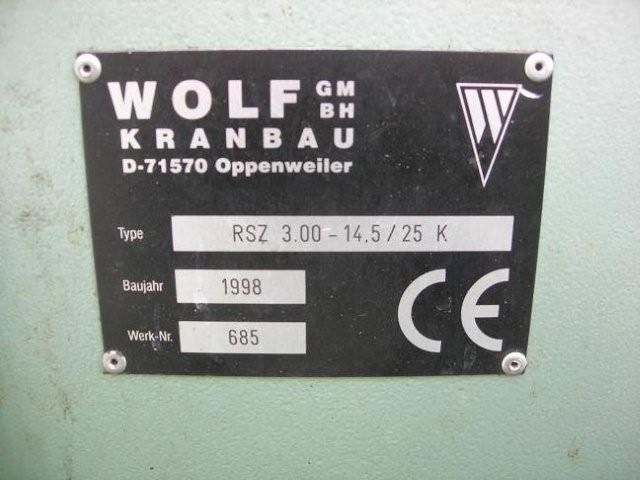 WOLF GM BH
KRANBAU
D-71570 Oppenweiler
W
Type RSZ 3.00-14,5/25 K
Baujahr 1998
Werk-Nr. 685
CE